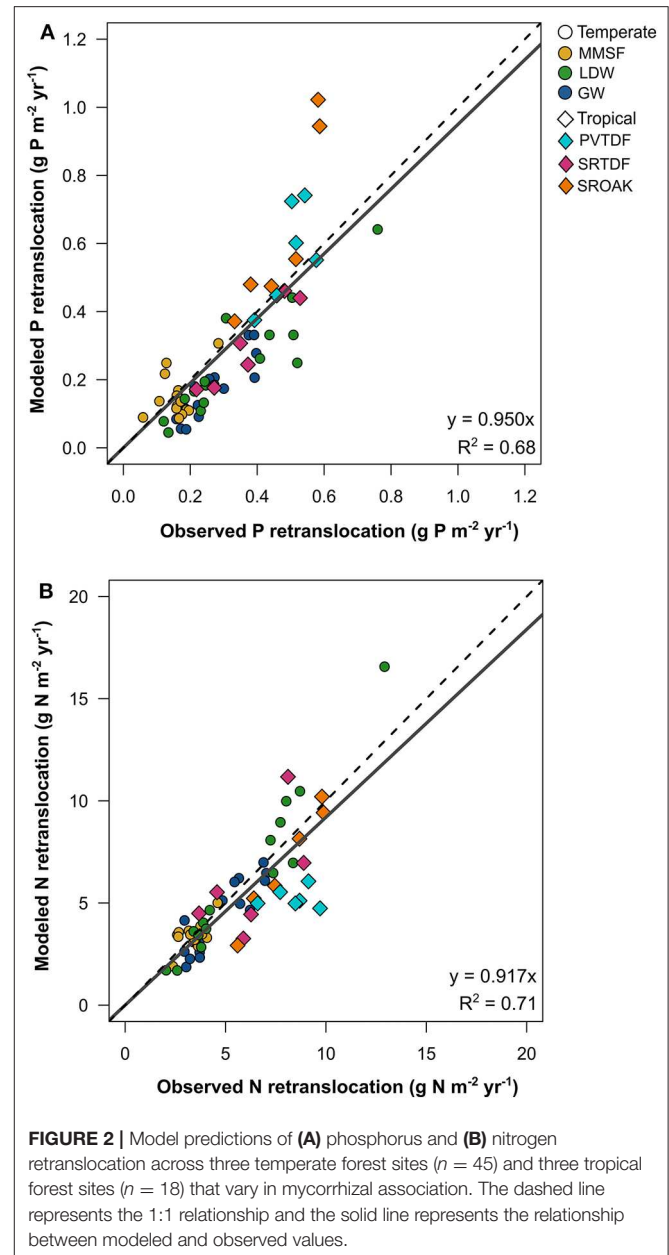 A
1.2
1.0
0.8
0.6
0.4
0.2
0.0
Modeled P retranslocation (g P m⁻² yr⁻¹)
0.0 0.2 0.4 0.6 0.8 1.0 1.2
Observed P retranslocation (g P m⁻² yr⁻¹)
y = 0.950x
R² = 0.68
Temperate
MMSF
LDW
GW
Tropical
PVTDF
SRTDF
SROAK
B
20
15
10
5
0
Modeled N retranslocation (g N m⁻² yr⁻¹)
y = 0.917x
R² = 0.71
0 5 10 15 20
Observed N retranslocation (g N m⁻² yr⁻¹)
FIGURE 2 | Model predictions of (A) phosphorus and (B) nitrogen
retranslocation across three temperate forest sites (n = 45) and three tropical
forest sites (n = 18) that vary in mycorrhizal association. The dashed line
represents the 1:1 relationship and the solid line represents the relationship
between modeled and observed values.